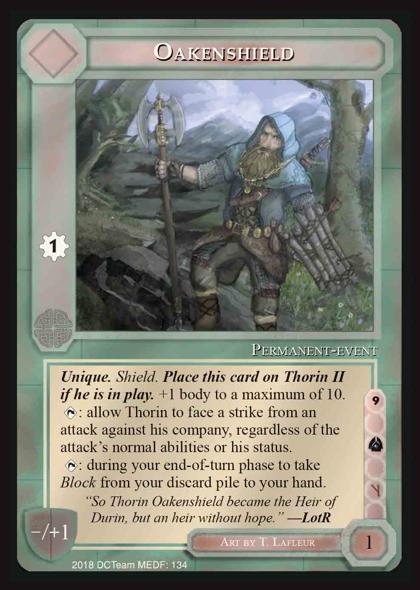 Oakenshield
1
Permanent-event
Unique. Shield. Place this card on Thorin II
if he is in play. +1 body to a maximum of 10.
: allow Thorin to face a strike from an
attack against his company, regardless of the
attack's normal abilities or his status.
: during your end-of-turn phase to take
Block from your discard pile to your hand.
“So Thorin Oakenshield became the Heir of
Durin, but an heir without hope.” —LotR
9
–/+1
Art by T. Lafleur
1
2018 DCTeam MEDF: 134